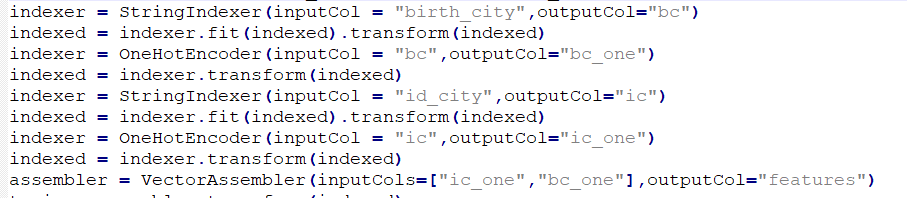 indexer = StringIndexer(inputCol = "birth_city",outputCol="bc")
indexed = indexer.fit(indexed).transform(indexed)
indexer = OneHotEncoder(inputCol = "bc",outputCol="bc_one")
indexed = indexer.transform(indexed)
indexer = StringIndexer(inputCol = "id_city",outputCol="ic")
indexed = indexer.fit(indexed).transform(indexed)
indexer = OneHotEncoder(inputCol = "ic",outputCol="ic_one")
indexed = indexer.transform(indexed)
assembler = VectorAssembler(inputCols=["ic_one","bc_one"],outputCol="features")